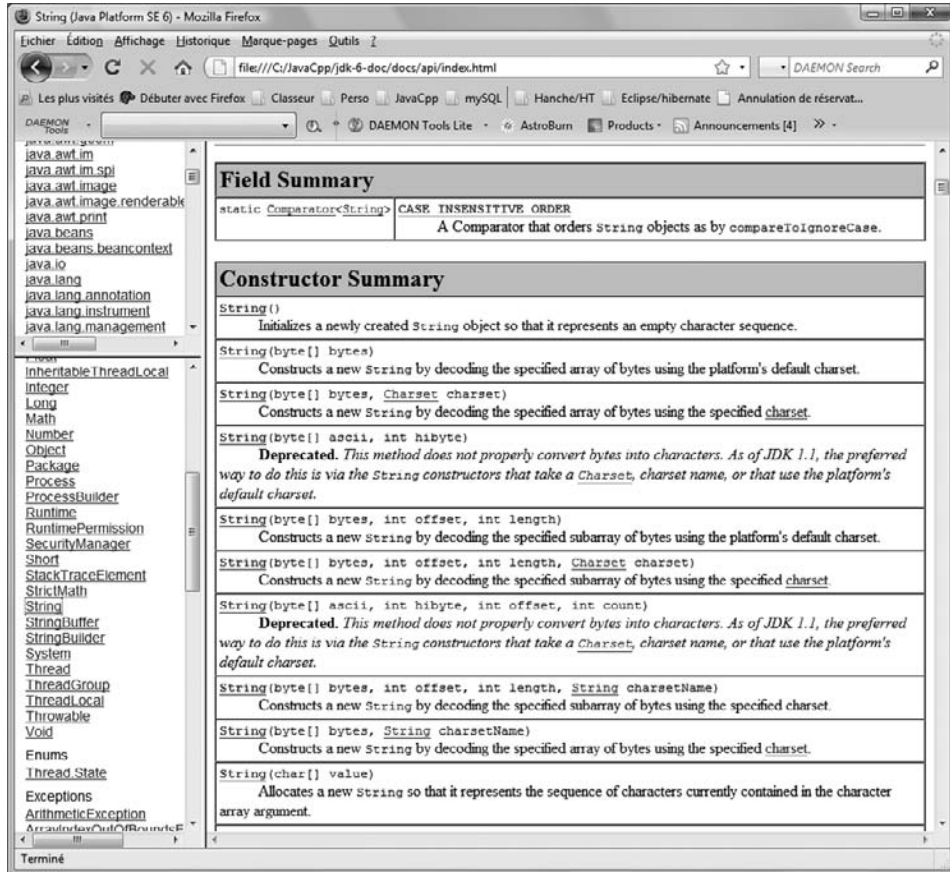 String (Java Platform SE 6) - Mozilla Firefox
Fichier Édition Affichage Historique Marque-pages Outils ?
file:///C:/JavaCpp/jdk-6-doc/docs/api/index.html
DAEMON Search
Les plus visités Débuter avec Firefox Classeur Perso JavaCpp mySQL Hanche/HT Eclipse/hibernate Annulation de réservat...
DAEMON Tools
DAEMON Tools Lite AstroBurn Products Announcements [4] »
java.awt.geom
java.awt.im
java.awt.im.spi
java.awt.image
java.awt.image.renderable
java.awt.print
java.beans
java.beans.beancontext
java.io
java.lang
java.lang.annotation
java.lang.instrument
java.lang.management
Float
InheritableThreadLocal
Integer
Long
Math
Number
Object
Package
Process
ProcessBuilder
Runtime
RuntimePermission
SecurityManager
Short
StackTraceElement
StrictMath
String
StringBuffer
StringBuilder
System
Thread
ThreadGroup
ThreadLocal
Throwable
Void
Enums
Thread.State
Exceptions
ArithmeticException
ArrayIndexOutOfBoundsE
Field Summary
static Comparator<String> CASE_INSENSITIVE_ORDER
A Comparator that orders String objects as by compareToIgnoreCase.
Constructor Summary
String()
Initializes a newly created String object so that it represents an empty character sequence.
String(byte[] bytes)
Constructs a new String by decoding the specified array of bytes using the platform's default charset.
String(byte[] bytes, Charset charset)
Constructs a new String by decoding the specified array of bytes using the specified charset.
String(byte[] ascii, int hibyte)
Deprecated. This method does not properly convert bytes into characters. As of JDK 1.1, the preferred
way to do this is via the String constructors that take a Charset, charset name, or that use the platform's
default charset.
String(byte[] bytes, int offset, int length)
Constructs a new String by decoding the specified subarray of bytes using the platform's default charset.
String(byte[] bytes, int offset, int length, Charset charset)
Constructs a new String by decoding the specified subarray of bytes using the specified charset.
String(byte[] ascii, int hibyte, int offset, int count)
Deprecated. This method does not properly convert bytes into characters. As of JDK 1.1, the preferred
way to do this is via the String constructors that take a Charset, charset name, or that use the platform's
default charset.
String(byte[] bytes, int offset, int length, String charsetName)
Constructs a new String by decoding the specified subarray of bytes using the specified charset.
String(byte[] bytes, String charsetName)
Constructs a new String by decoding the specified array of bytes using the specified charset.
String(char[] value)
Allocates a new String so that it represents the sequence of characters currently contained in the character
array argument.
Terminé